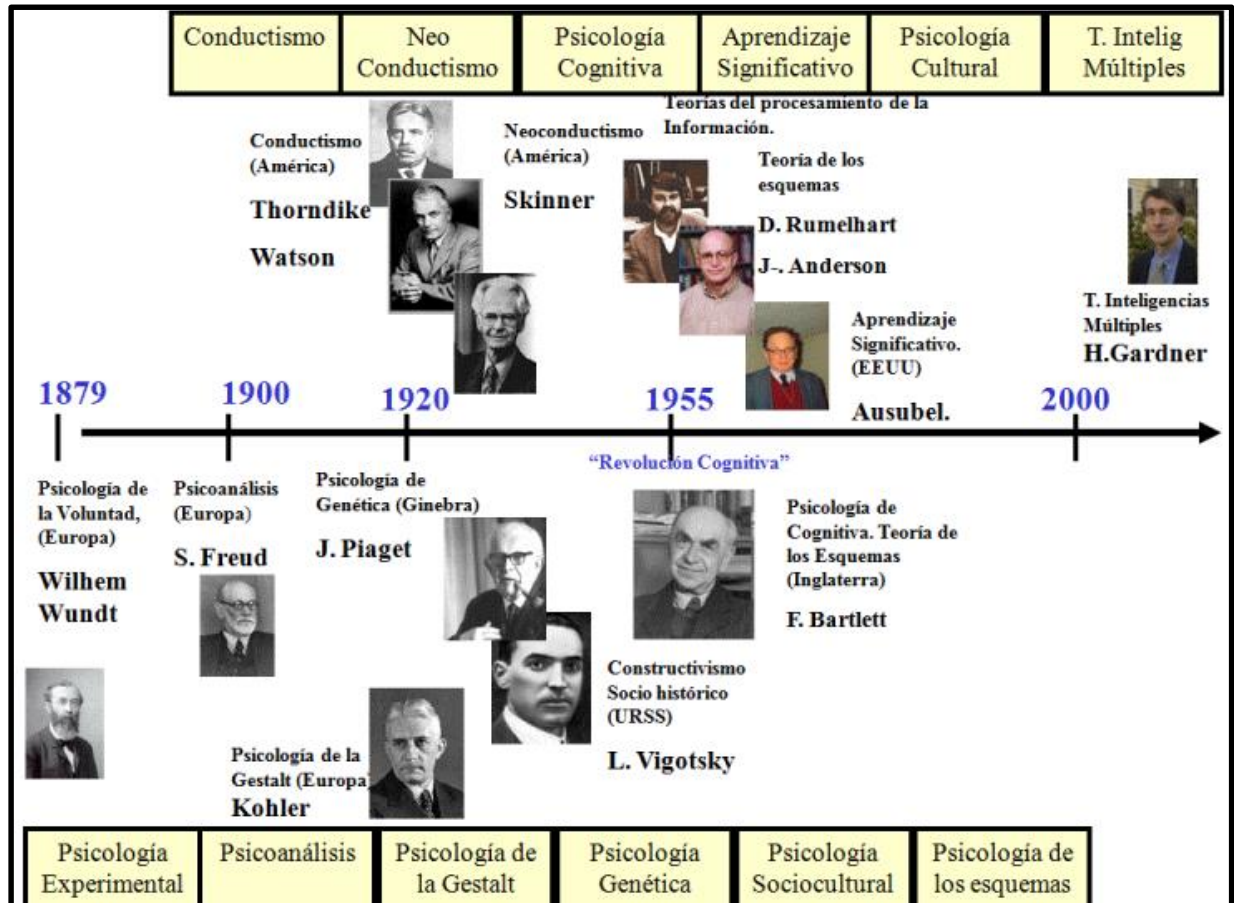 Conductismo
Neo
Conductismo
Psicología
Cognitiva
Aprendizaje
Significativo
Psicología
Cultural
T. Intelig
Múltiples
Conductismo
(América)
Thorndike
Watson
Neoconductismo
(América)
Skinner
Teorías del procesamiento de la
Información.
Teoría de los
esquemas
D. Rumelhart
J-. Anderson
Aprendizaje
Significativo.
(EEUU)
Ausubel.
T. Inteligencias
Múltiples
H.Gardner
1879
1900
1920
1955
2000
“Revolución Cognitiva”
Psicología de
la Voluntad,
(Europa)
Wilhem
Wundt
Psicoanálisis
(Europa)
S. Freud
Psicología de
Genética (Ginebra)
J. Piaget
Psicología de
Cognitiva. Teoría de
los Esquemas
(Inglaterra)
F. Bartlett
Constructivismo
Socio histórico
(URSS)
L. Vigotsky
Psicología de la
Gestalt (Europa)
Kohler
Psicología
Experimental
Psicoanálisis
Psicología de
la Gestalt
Psicología
Genética
Psicología
Sociocultural
Psicología de
los esquemas